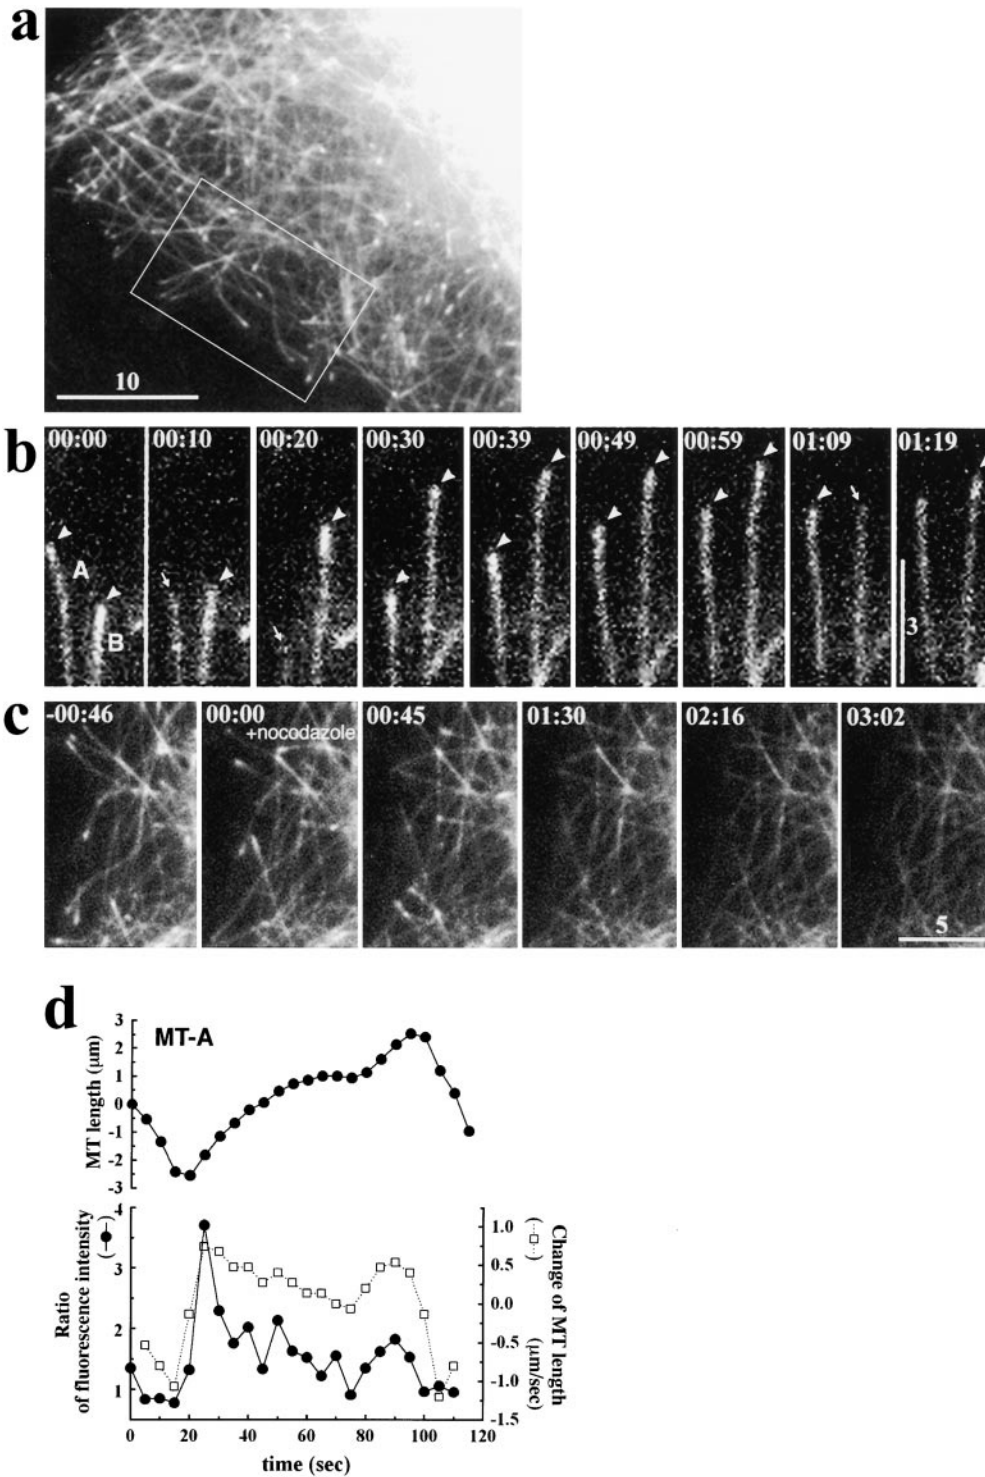 a
10
b
00:00 00:10 00:20 00:30 00:39 00:49 00:59 01:09 01:19
A
B
3
c
-00:46 00:00 00:45 01:30 02:16 03:02
+nocodazole
5
d
MT-A
MT length (μm)
3
2
1
0
-1
-2
-3
Ratio
of fluorescence intensity
4
3
2
1
1.0
0.5
0.0
-0.5
-1.0
-1.5
Change of MT length
(μm/sec)
0 20 40 60 80 100 120
time (sec)